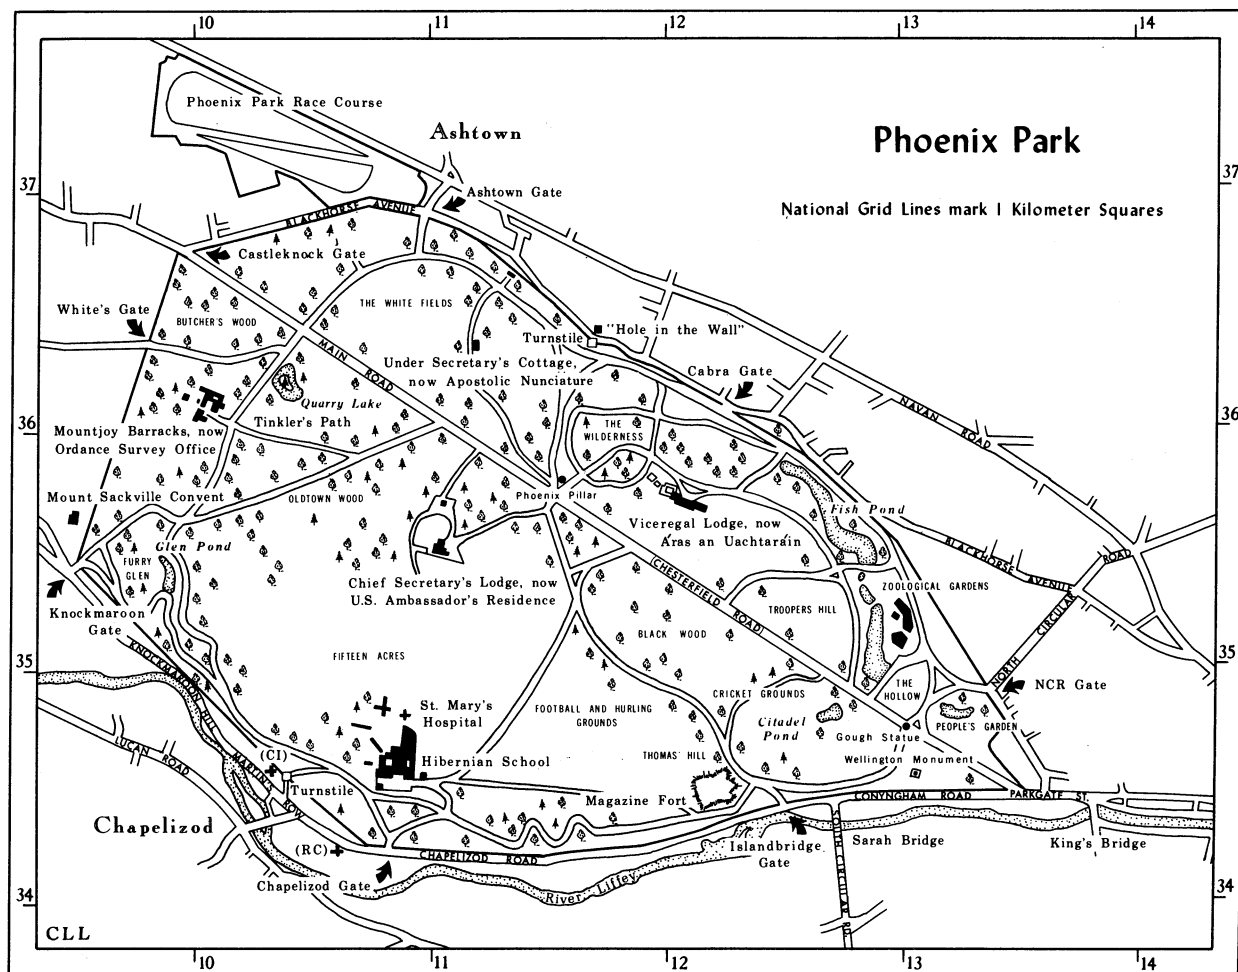 10
11
12
13
14
Phoenix Park Race Course
Ashtown
Phoenix Park
37
37
Ashtown Gate
BLACKHORSE AVENUE
National Grid Lines mark 1 Kilometer Squares
Castleknock Gate
White's Gate
THE WHITE FIELDS
BUTCHER'S WOOD
"Hole in the Wall"
Turnstile
MAIN ROAD
Under Secretary's Cottage,
now Apostolic Nunciature
Cabra Gate
Quarry Lake
NAVAN ROAD
36
36
Tinkler's Path
THE
WILDERNESS
Mountjoy Barracks, now
Ordance Survey Office
Mount Sackville Convent
OLDTOWN WOOD
Phoenix Pillar
Fish Pond
Viceregal Lodge, now
Áras an Uachtaráin
Glen Pond
BLACKHORSE AVENUE
FURRY
GLEN
CHESTERFIELD ROAD
Chief Secretary's Lodge, now
U.S. Ambassador's Residence
ZOOLOGICAL GARDENS
NORTH CIRCULAR ROAD
Knockmaroon
Gate
TROOPERS HILL
BLACK WOOD
KNOCKMAROON HILL
FIFTEEN ACRES
35
35
THE
HOLLOW
NCR Gate
CRICKET GROUNDS
St. Mary's
Hospital
FOOTBALL AND HURLING
GROUNDS
Citadel
Pond
PEOPLE'S GARDEN
Gough Statue
LUCAN ROAD
(CI)
MARTIN'S ROW
THOMAS' HILL
Wellington Monument
Hibernian School
Turnstile
Magazine Fort
CONYNGHAM ROAD
PARKGATE ST.
Chapelizod
(RC)
CHAPELIZOD ROAD
Islandbridge
Gate
SOUTH CIRCULAR RD.
Sarah Bridge
King's Bridge
Chapelizod Gate
River Liffey
34
34
CLL
10
11
12
13
14